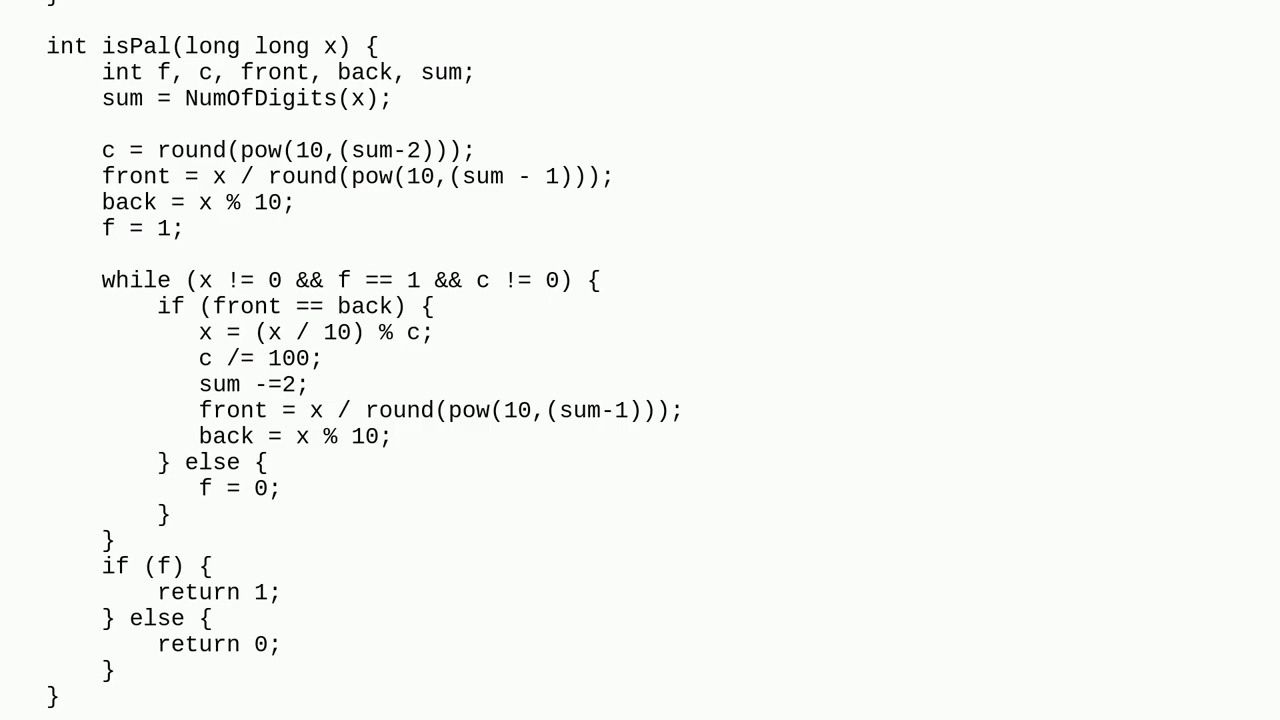 }
int isPal(long long x) {
    int f, c, front, back, sum;
    sum = NumOfDigits(x);
    c = round(pow(10,(sum-2)));
    front = x / round(pow(10,(sum - 1)));
    back = x % 10;
    f = 1;
    while (x != 0 && f == 1 && c != 0) {
        if (front == back) {
           x = (x / 10) % c;
           c /= 100;
           sum -=2;
           front = x / round(pow(10,(sum-1)));
           back = x % 10;
        } else {
           f = 0;
        }
    }
    if (f) {
        return 1;
    } else {
        return 0;
    }
}